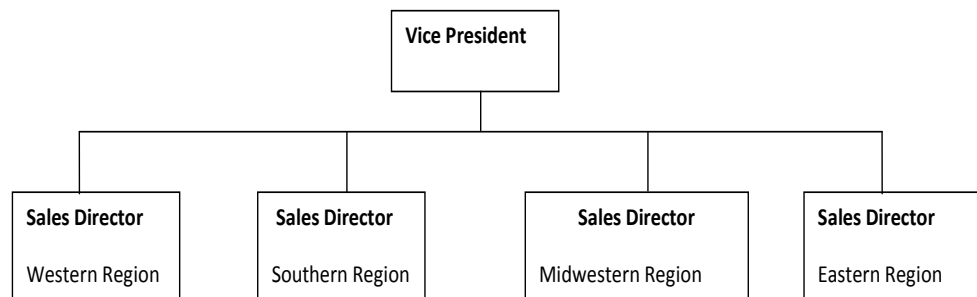 Vice President
Sales Director
Western Region
Sales Director
Southern Region
Sales Director
Midwestern Region
Sales Director
Eastern Region